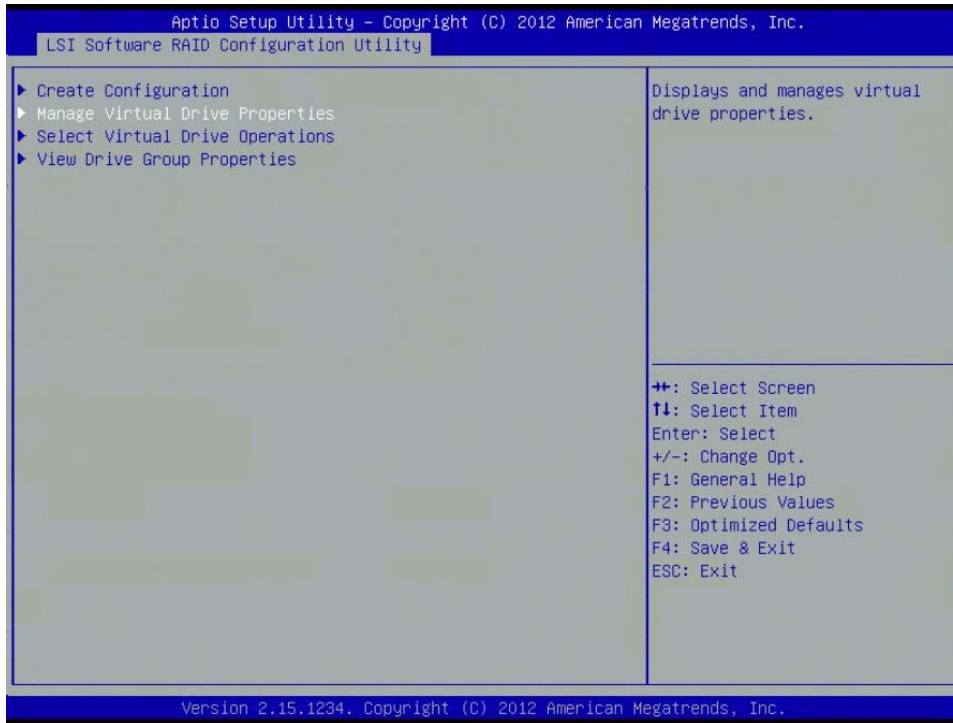 Aptio Setup Utility – Copyright (C) 2012 American Megatrends, Inc.
LSI Software RAID Configuration Utility
▶ Create Configuration
▶ Manage Virtual Drive Properties
▶ Select Virtual Drive Operations
▶ View Drive Group Properties
Displays and manages virtual
drive properties.
→←: Select Screen
↑↓: Select Item
Enter: Select
+/-: Change Opt.
F1: General Help
F2: Previous Values
F3: Optimized Defaults
F4: Save & Exit
ESC: Exit
Version 2.15.1234. Copyright (C) 2012 American Megatrends, Inc.